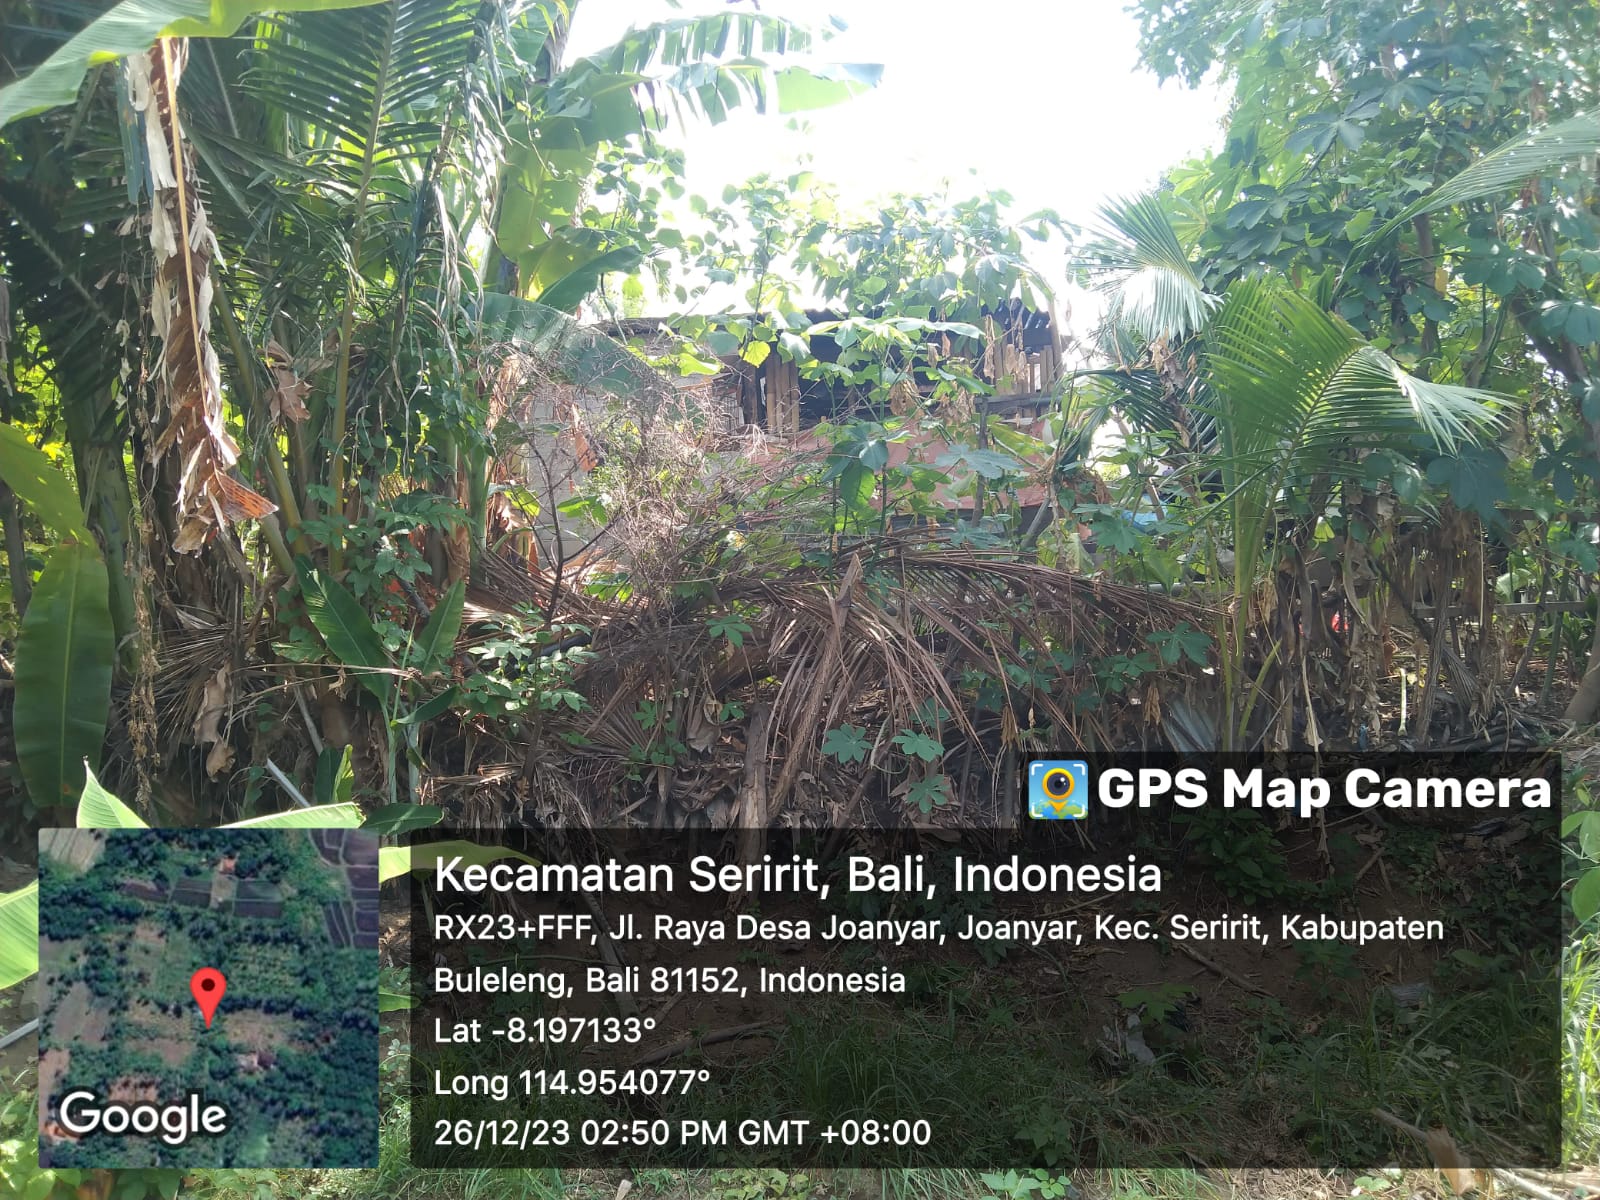 GPS Map Camera
Kecamatan Seririt, Bali, Indonesia
RX23+FFF, Jl. Raya Desa Joanyar, Joanyar, Kec. Seririt, Kabupaten
Buleleng, Bali 81152, Indonesia
Lat -8.197133°
Long 114.954077°
26/12/23 02:50 PM GMT +08:00
Google